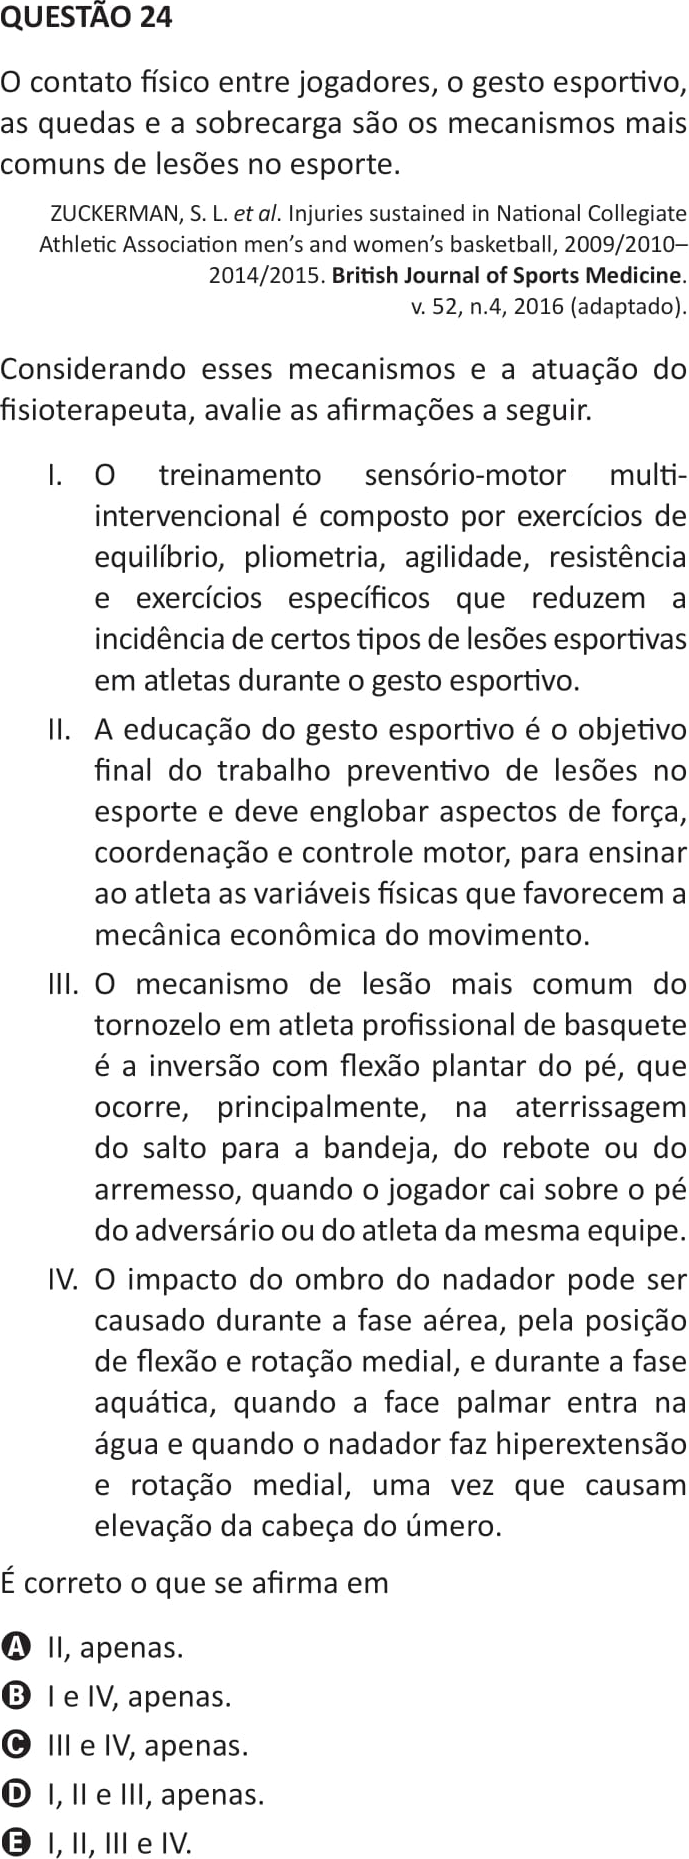 QUESTÃO 24
O contato físico entre jogadores, o gesto esportivo,
as quedas e a sobrecarga são os mecanismos mais
comuns de lesões no esporte.
ZUCKERMAN, S. L. et al. Injuries sustained in National Collegiate
Athletic Association men’s and women’s basketball, 2009/2010–
2014/2015. British Journal of Sports Medicine.
v. 52, n.4, 2016 (adaptado).
Considerando esses mecanismos e a atuação do
fisioterapeuta, avalie as afirmações a seguir.
I. O treinamento sensório-motor multi-
intervencional é composto por exercícios de
equilíbrio, pliometria, agilidade, resistência
e exercícios específicos que reduzem a
incidência de certos tipos de lesões esportivas
em atletas durante o gesto esportivo.
II. A educação do gesto esportivo é o objetivo
final do trabalho preventivo de lesões no
esporte e deve englobar aspectos de força,
coordenação e controle motor, para ensinar
ao atleta as variáveis físicas que favorecem a
mecânica econômica do movimento.
III. O mecanismo de lesão mais comum do
tornozelo em atleta profissional de basquete
é a inversão com flexão plantar do pé, que
ocorre, principalmente, na aterrissagem
do salto para a bandeja, do rebote ou do
arremesso, quando o jogador cai sobre o pé
do adversário ou do atleta da mesma equipe.
IV. O impacto do ombro do nadador pode ser
causado durante a fase aérea, pela posição
de flexão e rotação medial, e durante a fase
aquática, quando a face palmar entra na
água e quando o nadador faz hiperextensão
e rotação medial, uma vez que causam
elevação da cabeça do úmero.
É correto o que se afirma em
A II, apenas.
B I e IV, apenas.
C III e IV, apenas.
D I, II e III, apenas.
E I, II, III e IV.